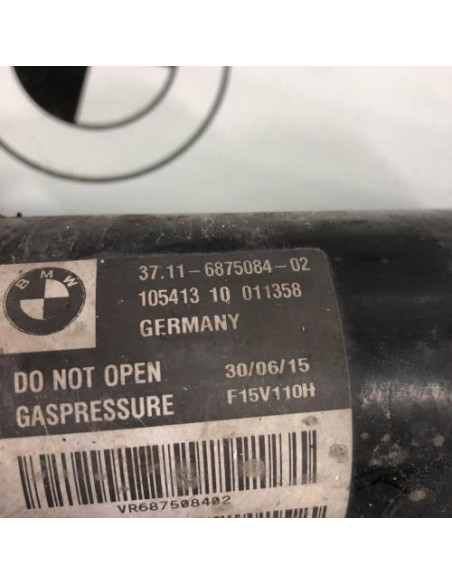 BMW
37.11-6875084-02
105413 10 011358
GERMANY
DO NOT OPEN
30/06/15
GASPRESSURE
F15V110H
VR687508402